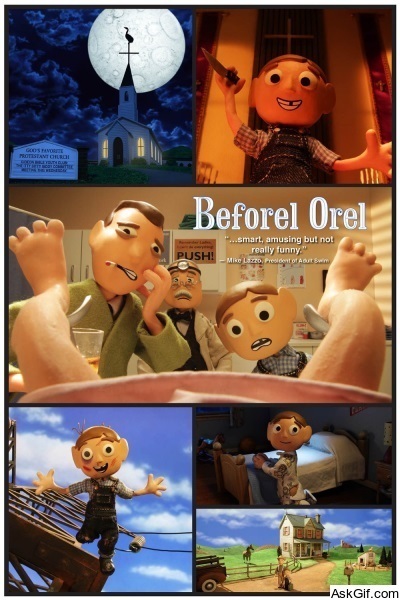 GOD'S FAVORITE
PROTESTANT CHURCH
PUSH!
Beforel Orel
"...smart, amusing but not
really funny."
– Mike Lazzo, President of Adult Swim
AskGif.com